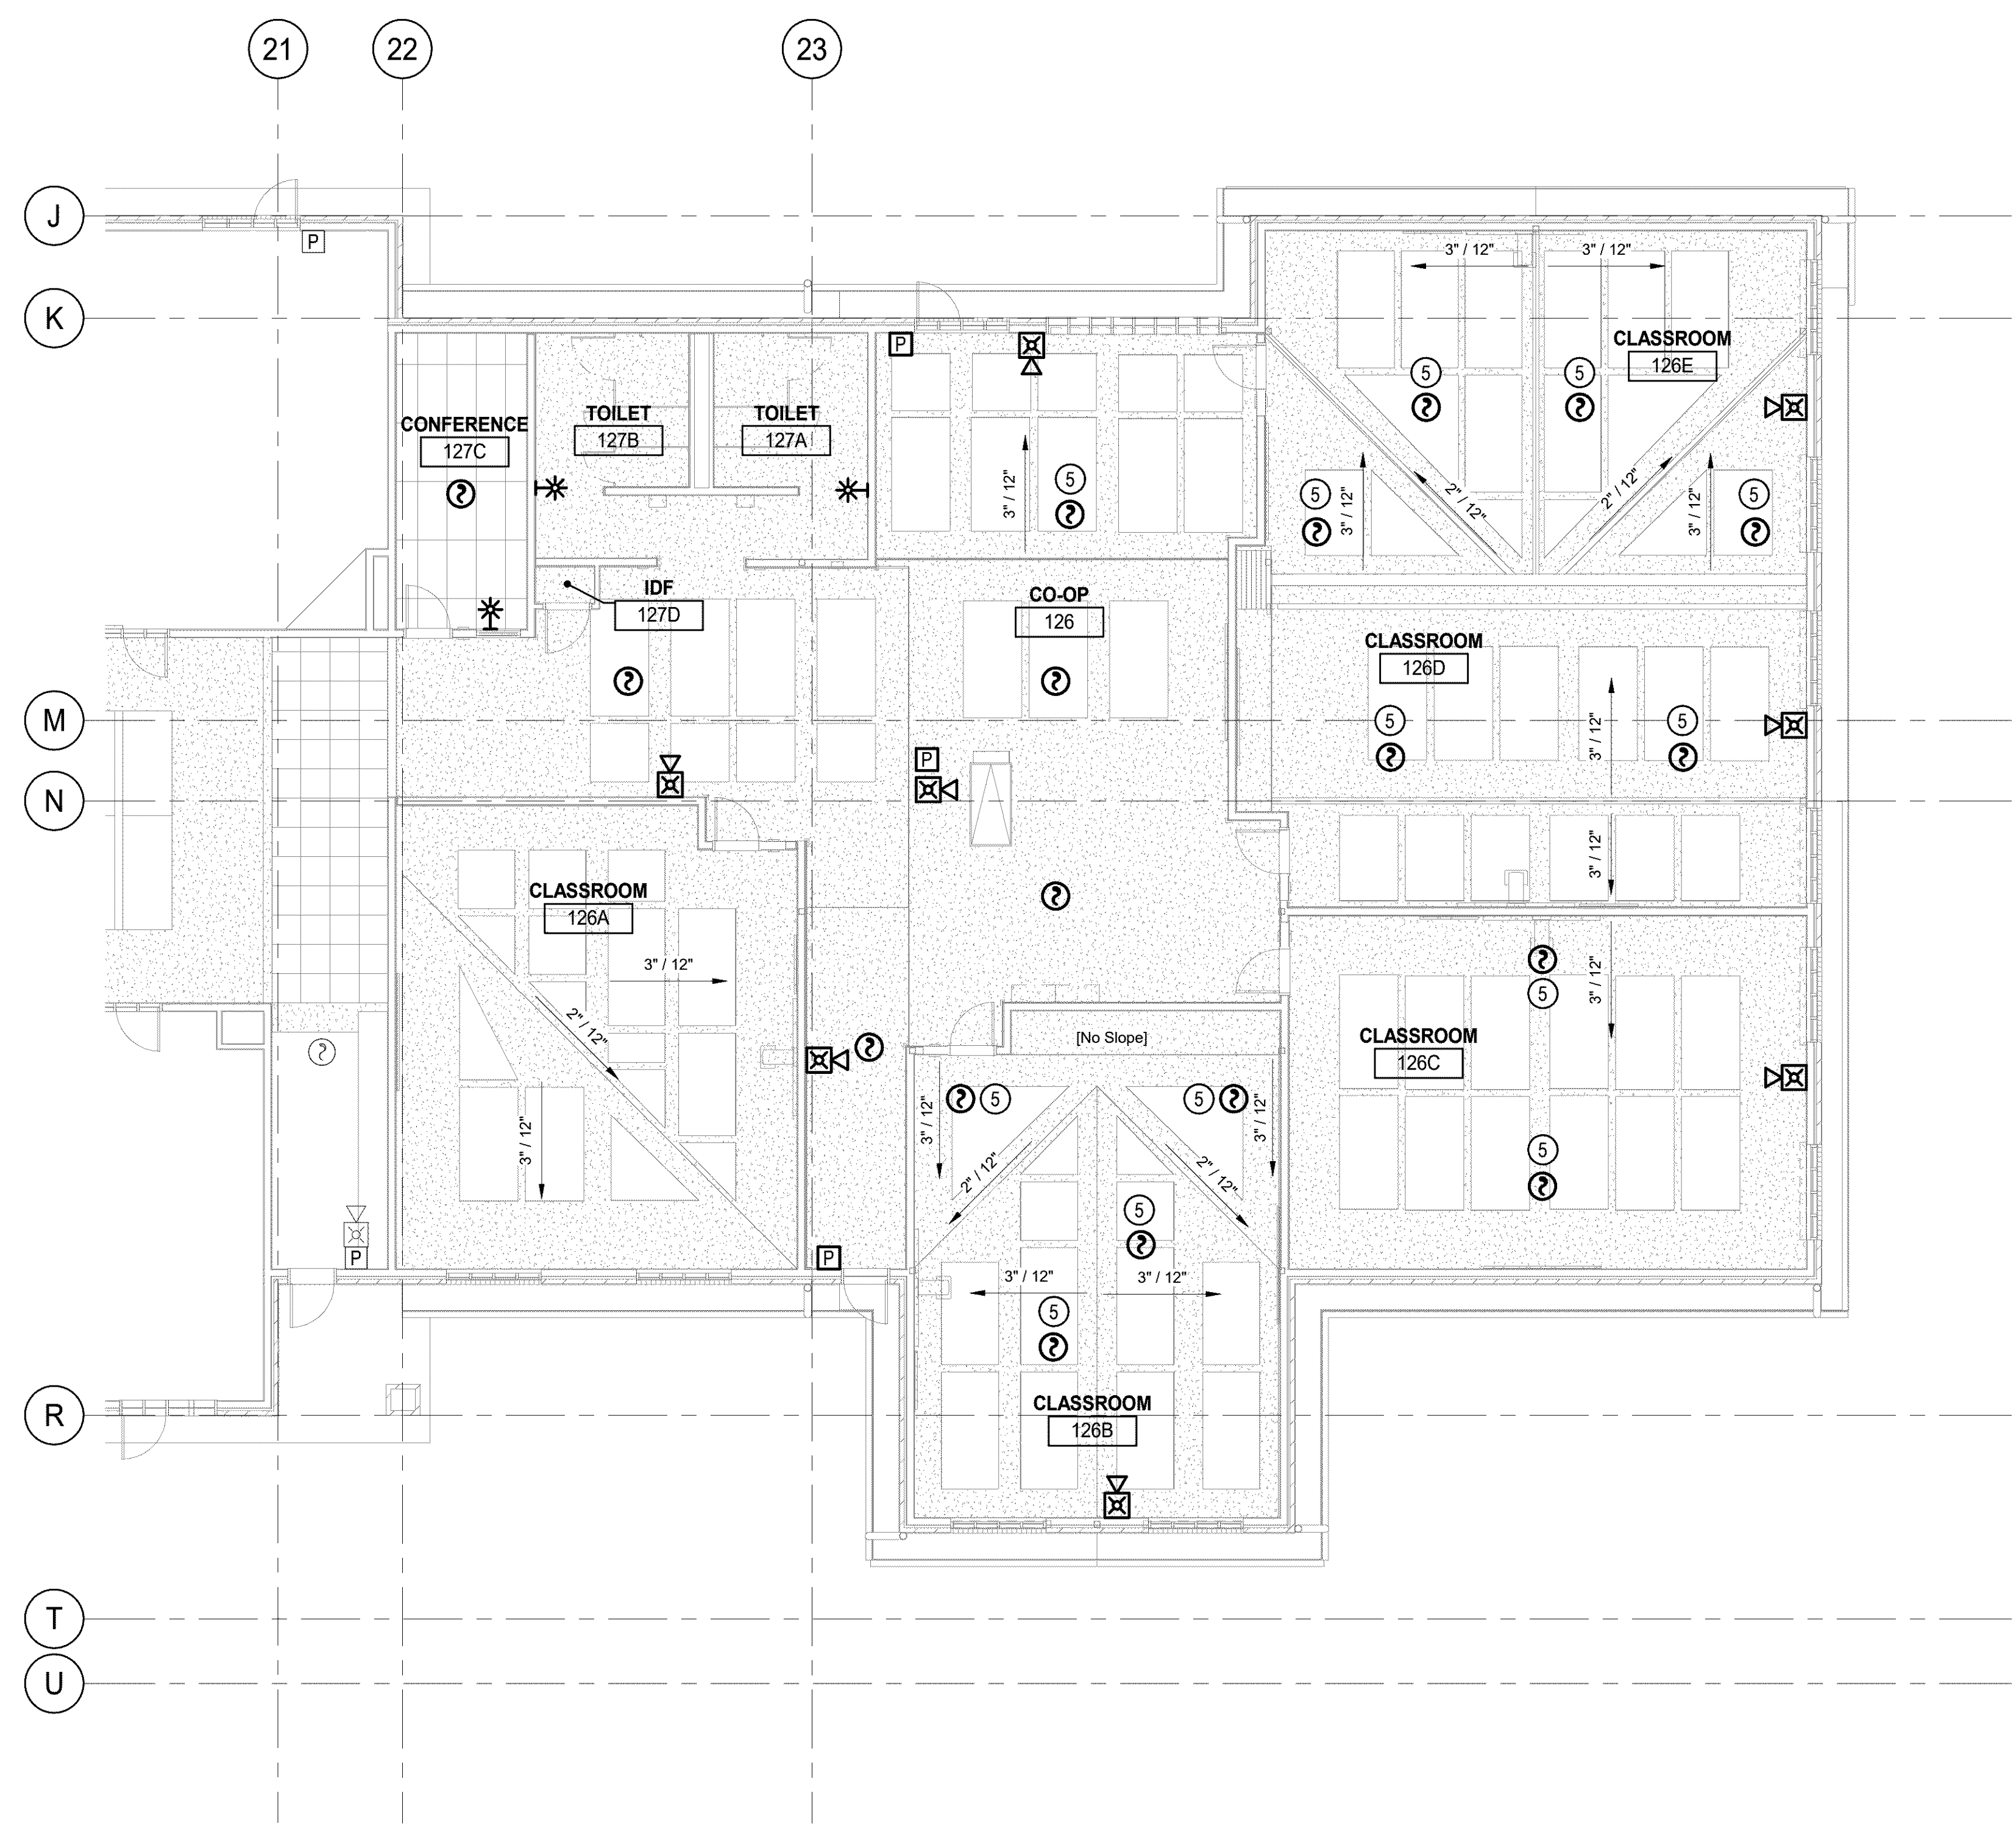 21
22
23
J
P
3" / 12"
3" / 12"
K
P
CLASSROOM
126E
5
5
CONFERENCE
127C
TOILET
127B
TOILET
127A
5
3" / 12"
5
3" / 12"
2" / 12"
2" / 12"
3" / 12"
5
IDF
127D
CO-OP
126
CLASSROOM
126D
M
5
5
3" / 12"
P
N
3" / 12"
CLASSROOM
126A
3" / 12"
2" / 12"
3" / 12"
5
3" / 12"
[No Slope]
CLASSROOM
126C
5
5
3" / 12"
3" / 12"
2" / 12"
2" / 12"
5
5
P
P
3" / 12"
3" / 12"
5
R
CLASSROOM
126B
T
U